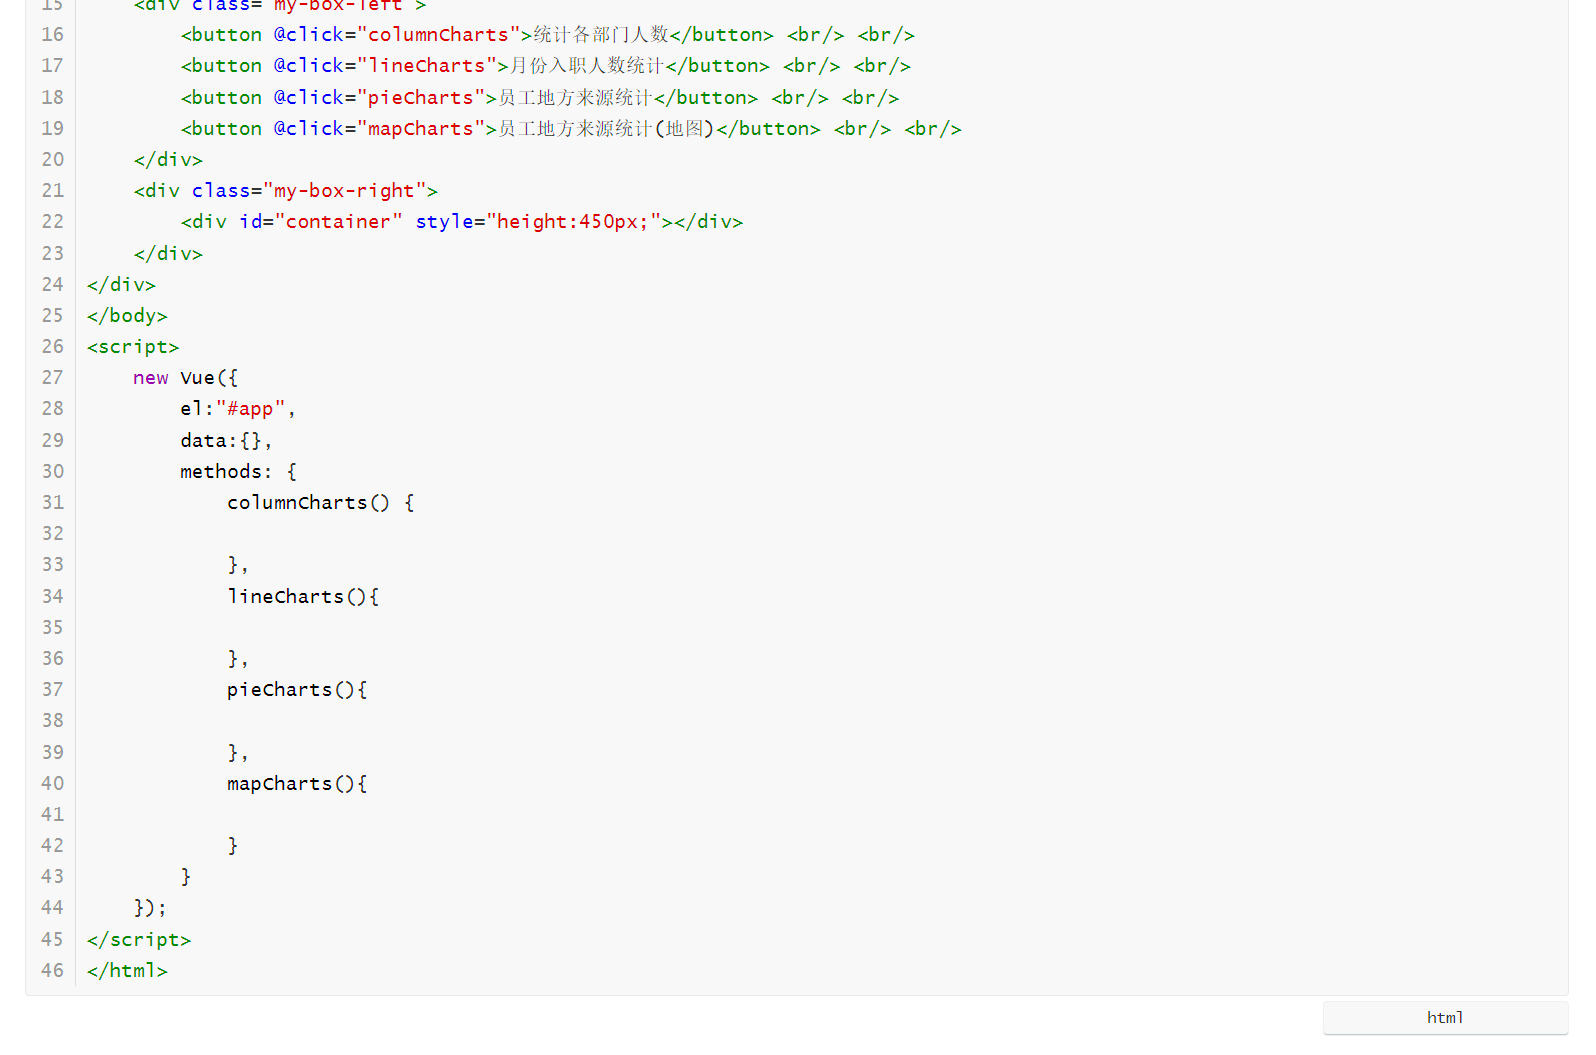 15     <div class="my-box-left">
16         <button @click="columnCharts">统计各部门人数</button> <br/> <br/>
17         <button @click="lineCharts">月份入职人数统计</button> <br/> <br/>
18         <button @click="pieCharts">员工地方来源统计</button> <br/> <br/>
19         <button @click="mapCharts">员工地方来源统计(地图)</button> <br/> <br/>
20     </div>
21     <div class="my-box-right">
22         <div id="container" style="height:450px;"></div>
23     </div>
24 </div>
25 </body>
26 <script>
27     new Vue({
28         el:"#app",
29         data:{},
30         methods: {
31             columnCharts() {
32
33             },
34             lineCharts(){
35
36             },
37             pieCharts(){
38
39             },
40             mapCharts(){
41
42             }
43         }
44     });
45 </script>
46 </html>
html